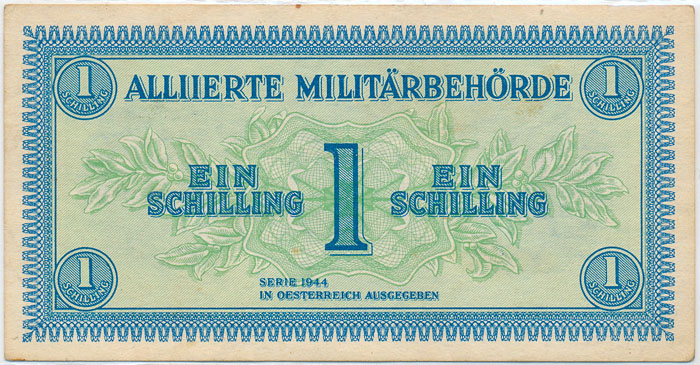 1
SCHILLING
ALLIIERTE MILITÄRBEHÖRDE
1
SCHILLING
EIN
SCHILLING
1
EIN
SCHILLING
SERIE 1944
IN OESTERREICH AUSGEGEBEN
1
SCHILLING
1
SCHILLING